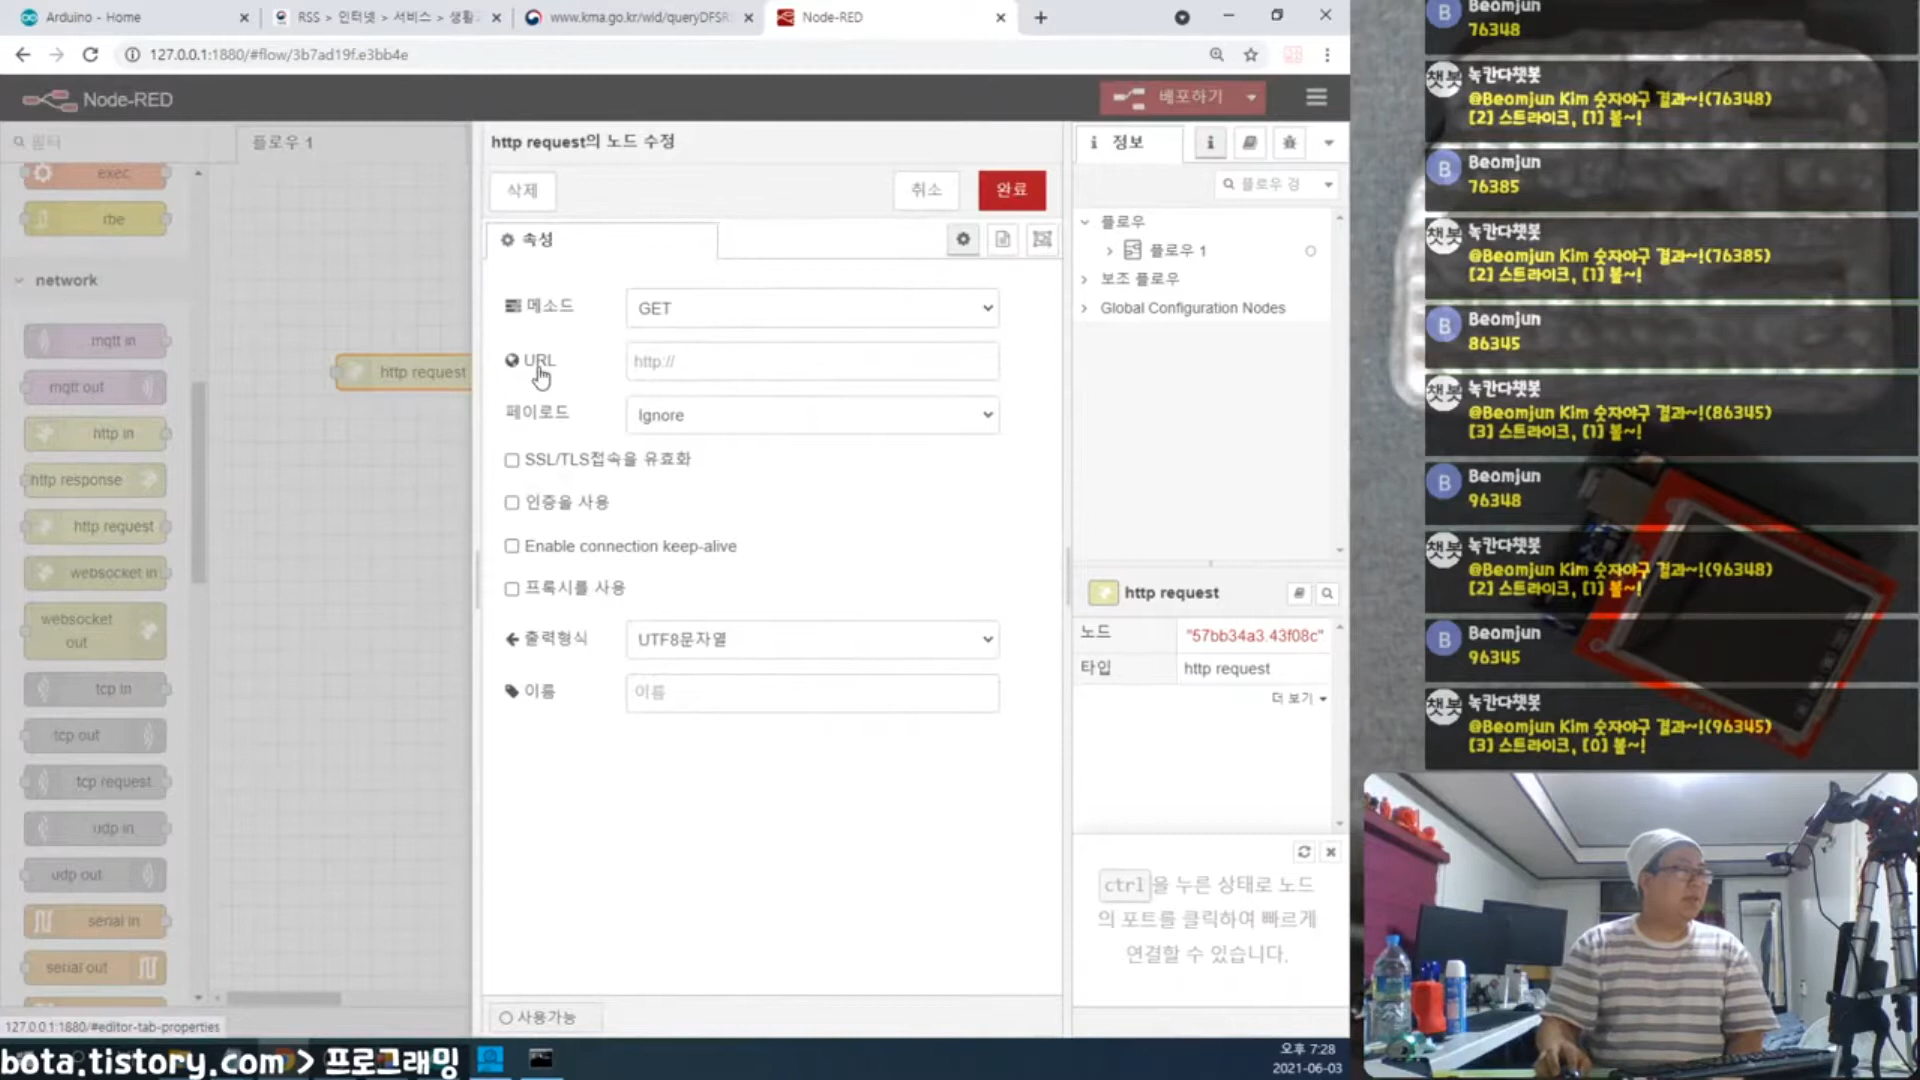 Arduino - Home
RSS > 인터넷 > 서비스 > 생활
www.kma.go.kr/wid/queryDFSR
Node-RED
127.0.0.1:1880/#flow/3b7ad19f.e3bb4e
Node-RED
배포하기
필터
exec
rbe
network
mqtt in
mqtt out
http in
http response
http request
websocket in
websocket
out
tcp in
tcp out
tcp request
udp in
udp out
serial in
serial out
플로우 1
http request
http request의 노드 수정
삭제
취소
완료
속성
메소드
GET
URL
http://
페이로드
Ignore
SSL/TLS접속을 유효화
인증을 사용
Enable connection keep-alive
프록시를 사용
출력형식
UTF8문자열
이름
이름
사용가능
정보
플로우 검
플로우
플로우 1
보조 플로우
Global Configuration Nodes
http request
노드
"57bb34a3.43f08c"
타입
http request
더 보기
ctrl을 누른 상태로 노드
의 포트를 클릭하여 빠르게
연결할 수 있습니다.
127.0.0.1:1880/#editor-tab-properties
bota.tistory.com > 프로그래밍
오후 7:28
2021-06-03
B Beomjun
76348
챗봇 녹칸다챗봇
@Beomjun Kim 숫자야구 결과~!(76348)
[2] 스트라이크, [1] 볼~!
B Beomjun
76385
챗봇 녹칸다챗봇
@Beomjun Kim 숫자야구 결과~!(76385)
[2] 스트라이크, [1] 볼~!
B Beomjun
86345
챗봇 녹칸다챗봇
@Beomjun Kim 숫자야구 결과~!(86345)
[3] 스트라이크, [1] 볼~!
B Beomjun
96348
챗봇 녹칸다챗봇
@Beomjun Kim 숫자야구 결과~!(96348)
[2] 스트라이크, [1] 볼~!
B Beomjun
96345
챗봇 녹칸다챗봇
@Beomjun Kim 숫자야구 결과~!(96345)
[3] 스트라이크, [0] 볼~!